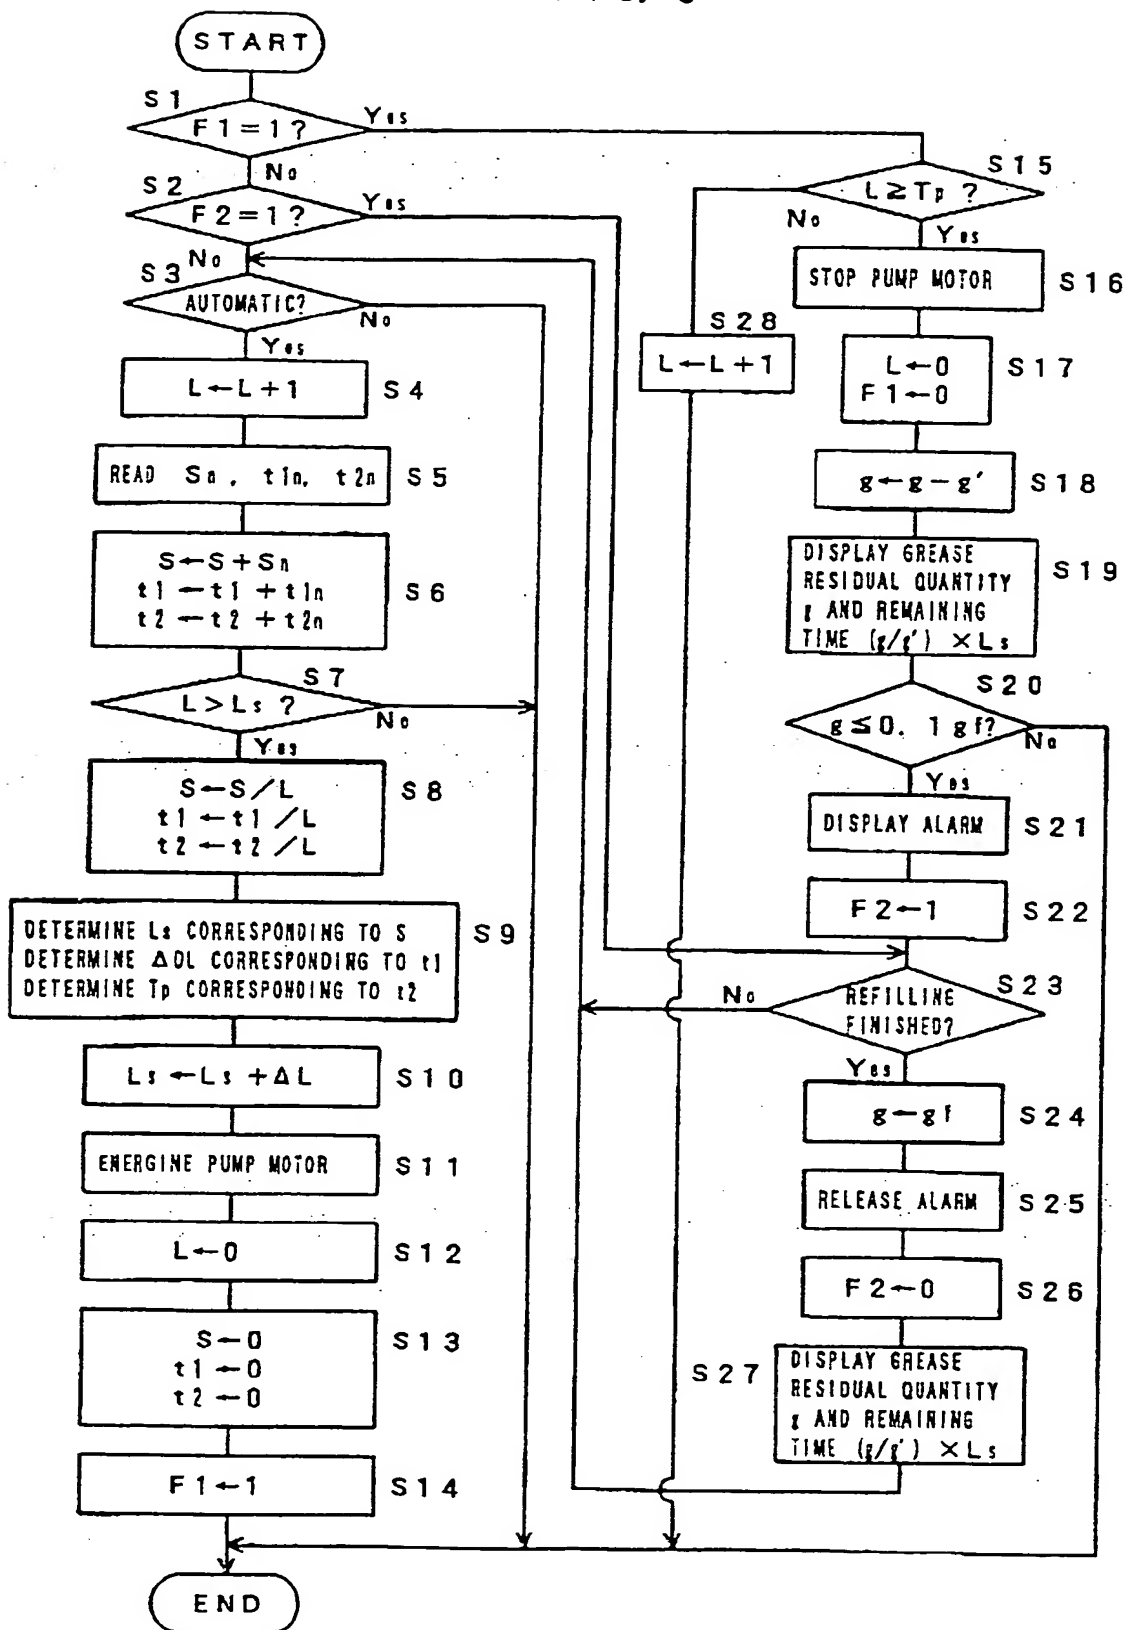 START
S1
F1=1?
Yes
No
S2
F2=1?
Yes
No
S3
AUTOMATIC?
No
Yes
L←L+1
S4
READ Sn, t1n, t2n
S5
S←S+Sn
t1←t1+t1n
t2←t2+t2n
S6
S7
L>Ls?
No
Yes
S←S/L
t1←t1/L
t2←t2/L
S8
DETERMINE Ls CORRESPONDING TO S
DETERMINE ΔDL CORRESPONDING TO t1
DETERMINE Tp CORRESPONDING TO t2
S9
Ls←Ls+ΔL
S10
ENERGINE PUMP MOTOR
S11
L←0
S12
S←0
t1←0
t2←0
S13
F1←1
S14
END
S15
L≥Tp?
No
Yes
STOP PUMP MOTOR
S16
S28
L←L+1
L←0
F1←0
S17
g←g-g'
S18
DISPLAY GREASE
RESIDUAL QUANTITY
g AND REMAINING
TIME (g/g') ×Ls
S19
S20
g≤0. 1gf?
No
Yes
DISPLAY ALARM
S21
F2←1
S22
S23
REFILLING
FINISHED?
No
Yes
g←gf
S24
RELEASE ALARM
S25
F2←0
S26
S27
DISPLAY GREASE
RESIDUAL QUANTITY
g AND REMAINING
TIME (g/g') ×Ls